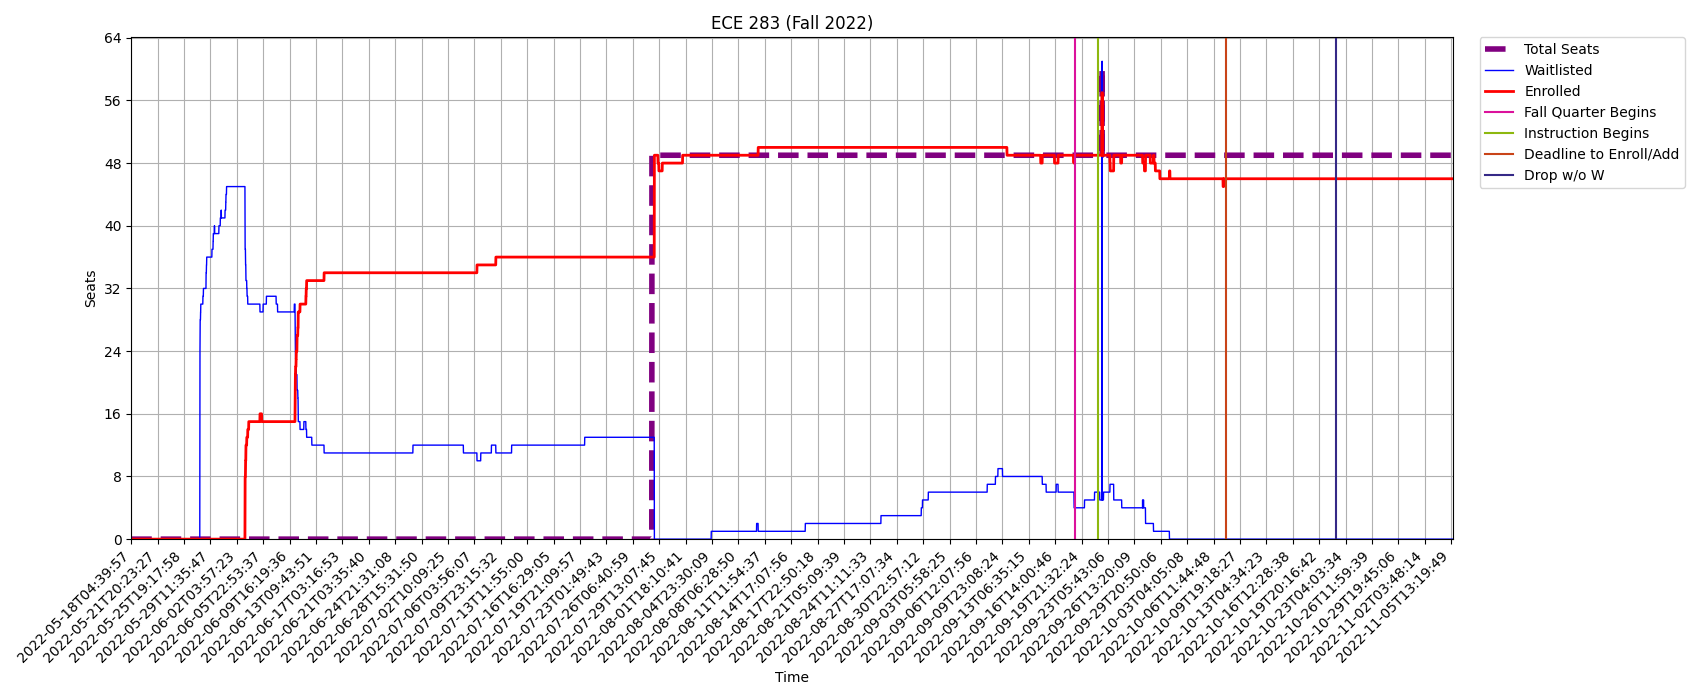 ECE 283 (Fall 2022)
64
56
48
40
32
24
16
8
0
Seats
Total Seats
Waitlisted
Enrolled
Fall Quarter Begins
Instruction Begins
Deadline to Enroll/Add
Drop w/o W
2022-05-18T04:39:57
2022-05-21T20:23:27
2022-05-25T19:17:58
2022-05-29T11:35:47
2022-06-02T03:57:23
2022-06-05T22:53:37
2022-06-09T16:19:36
2022-06-13T09:43:51
2022-06-17T03:16:53
2022-06-21T03:35:40
2022-06-24T21:31:08
2022-06-28T15:31:50
2022-07-02T10:09:25
2022-07-06T03:56:07
2022-07-09T23:15:32
2022-07-13T11:55:00
2022-07-16T16:29:05
2022-07-19T21:09:57
2022-07-23T01:49:43
2022-07-26T06:40:59
2022-07-29T13:07:45
2022-08-01T18:10:41
2022-08-04T23:30:09
2022-08-08T06:28:50
2022-08-11T11:54:37
2022-08-14T17:07:56
2022-08-17T22:50:18
2022-08-21T05:09:39
2022-08-24T11:11:33
2022-08-27T17:07:34
2022-08-30T22:57:12
2022-09-03T05:58:25
2022-09-06T12:07:56
2022-09-09T23:08:24
2022-09-13T06:35:15
2022-09-16T14:00:46
2022-09-19T21:32:24
2022-09-23T05:43:06
2022-09-26T13:20:09
2022-09-29T20:50:06
2022-10-03T04:05:08
2022-10-06T11:44:48
2022-10-09T19:18:27
2022-10-13T04:34:23
2022-10-16T12:28:38
2022-10-19T20:16:42
2022-10-23T04:03:34
2022-10-26T11:59:39
2022-10-29T19:45:06
2022-11-02T03:48:14
2022-11-05T13:19:49
Time